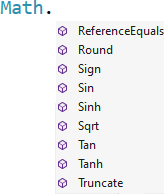 Math.
ReferenceEquals
Round
Sign
Sin
Sinh
Sqrt
Tan
Tanh
Truncate